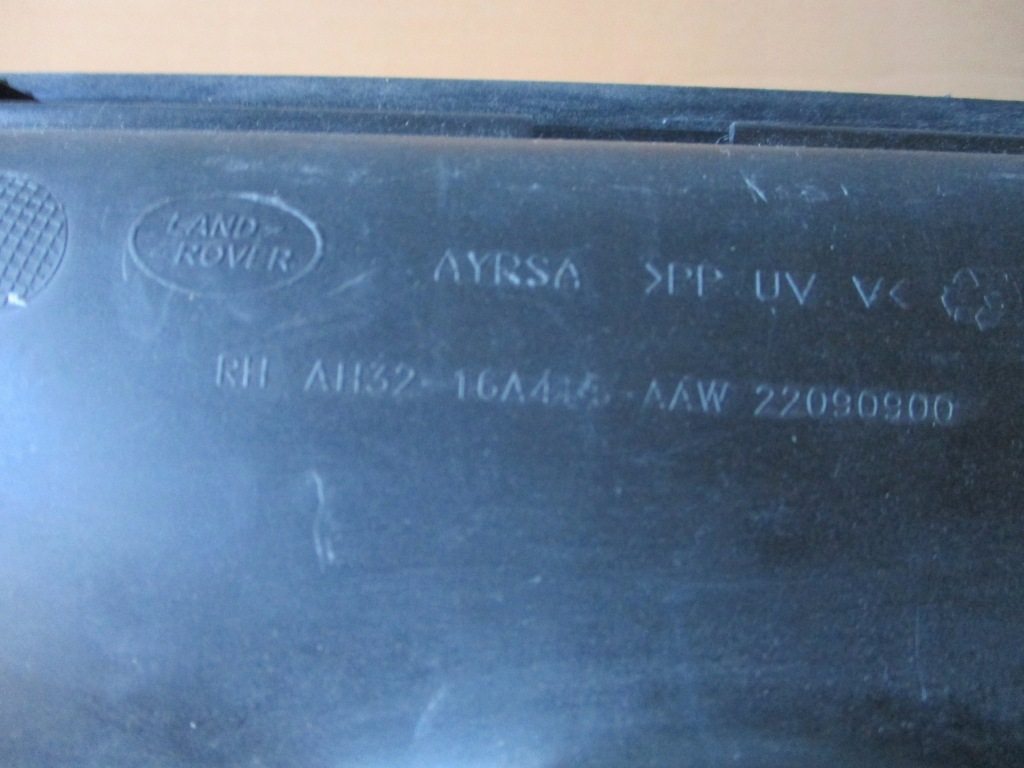 LAND
ROVER
AYRSA >PP UV V<
RH AH32-16A445-AAW 22090900